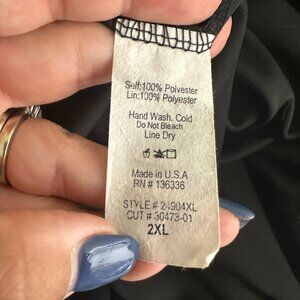 Self:100% Polyester
Lin:100% Polyester
Hand Wash, Cold
Do Not Bleach
Line Dry
Made in U.S.A
RN # 136336
STYLE # 24904XL
CUT # 30473-01
2XL